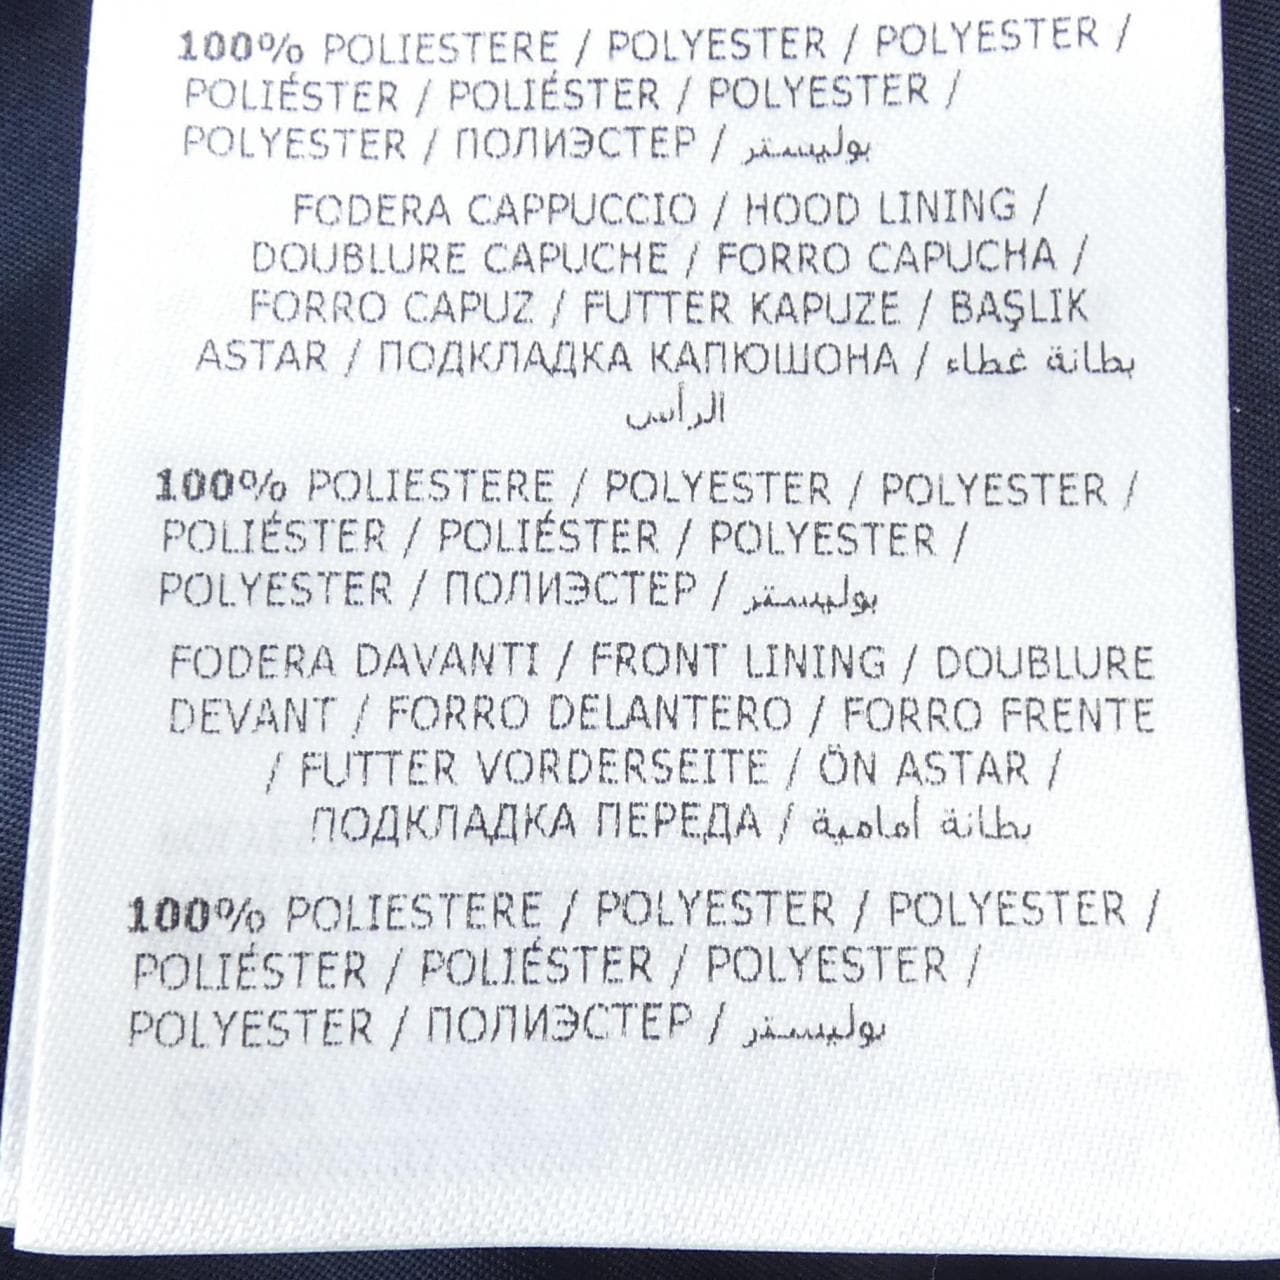 100% POLIESTERE / POLYESTER / POLYESTER /
POLIÉSTER / POLIÉSTER / POLYESTER /
POLYESTER / ПОЛИЭСТЕР / بوليستر
FODERA CAPPUCCIO / HOOD LINING /
DOUBLURE CAPUCHE / FORRO CAPUCHA /
FORRO CAPUZ / FUTTER KAPUZE / BAŞLIK
ASTAR / ПОДКЛАДКА КАПЮШОНА / بطانة غطاء
الرأس
100% POLIESTERE / POLYESTER / POLYESTER /
POLIÉSTER / POLIÉSTER / POLYESTER /
POLYESTER / ПОЛИЭСТЕР / بوليستر
FODERA DAVANTI / FRONT LINING / DOUBLURE
DEVANT / FORRO DELANTERO / FORRO FRENTE
/ FUTTER VORDERSEITE / ÖN ASTAR /
ПОДКЛАДКА ПЕРЕДА / بطانة أمامية
100% POLIESTERE / POLYESTER / POLYESTER /
POLIÉSTER / POLIÉSTER / POLYESTER /
POLYESTER / ПОЛИЭСТЕР / بوليستر